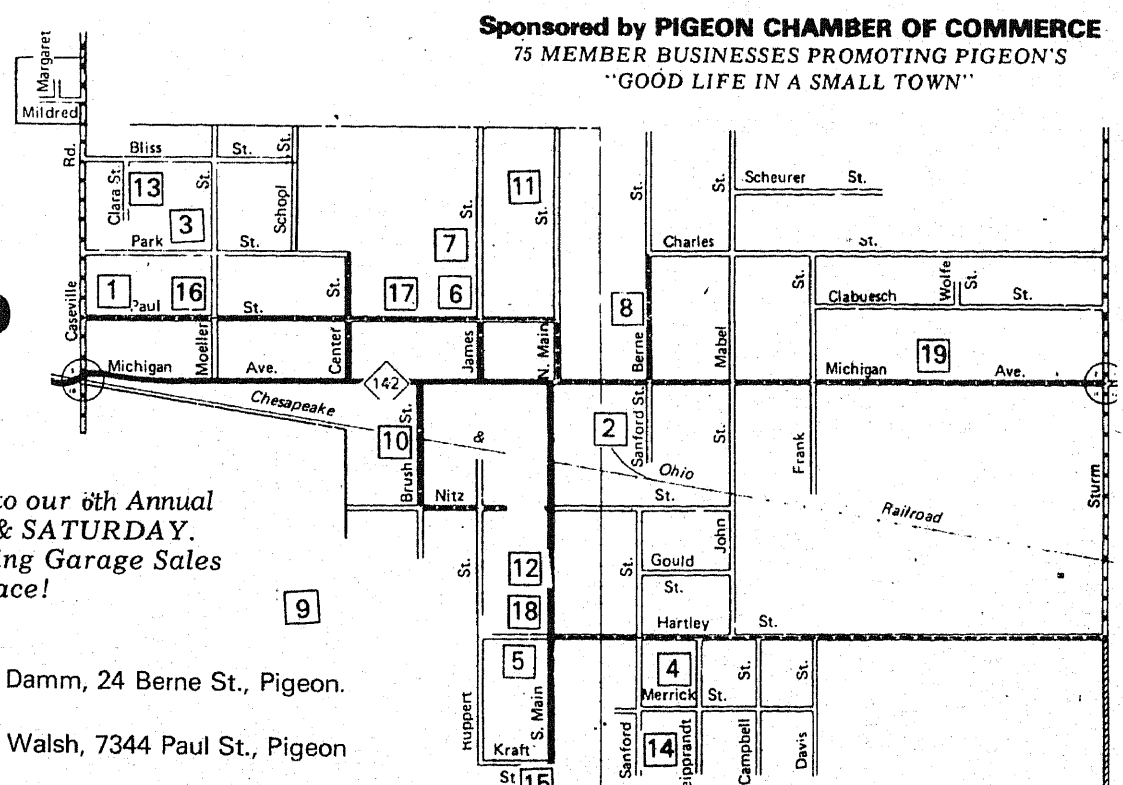 Sponsored by PIGEON CHAMBER OF COMMERCE
75 MEMBER BUSINESSES PROMOTING PIGEON'S
"GOOD LIFE IN A SMALL TOWN"
Margaret
Mildred
Rd.
Bliss St. St.
Clara St.
13
St.
Schopl
St.
11
St.
St.
St.
Scheurer St.
3
Park St.
7
Charles St.
1
16
Paul St.
St.
17
6
8
St.
Clabuesch
Wolfe
St.
St.
Caseville
Moeller
Center
James
N. Main
Berne
Mabel
19
Michigan Ave.
142
Michigan Ave.
Chesapeake
&
Ohio
Railroad
10
St.
Brush
2
Sanford St.
St.
Frank
Sturm
Nitz
St.
to our 6th Annual
& SATURDAY.
ing Garage Sales
ace!
9
12
St.
18
St.
Gould
St.
John
Hartley St.
5
4
St.
St.
Merrick St.
Damm, 24 Berne St., Pigeon.
Ruppert
S. Main
Walsh, 7344 Paul St., Pigeon
Kraft
St
15
Sanford
14
eipprandt
Campbell
Davis